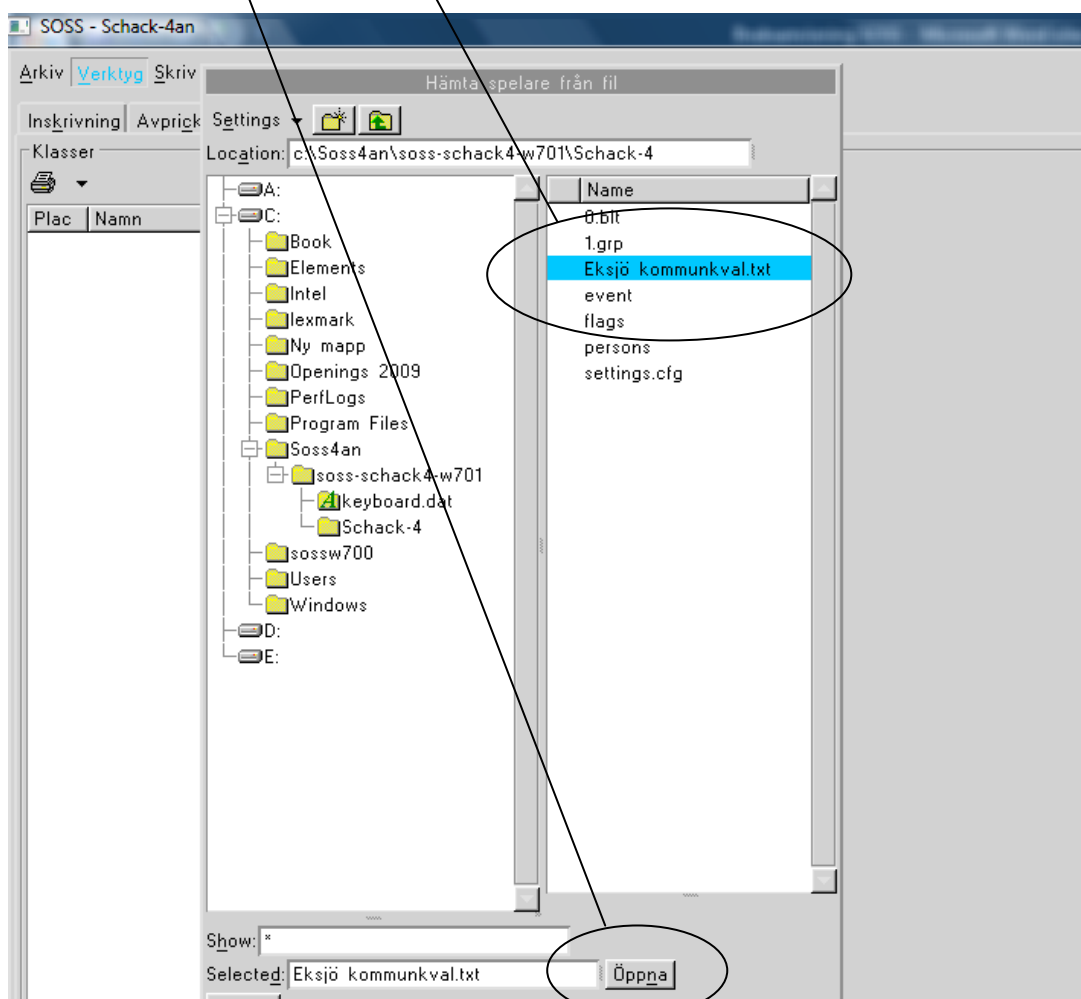 SOSS - Schack-4an
Arkiv Verktyg Skriv
Hämta spelare från fil
Inskrivning Avprick
Settings
Klasser
Location: c:\Soss4an\soss-schack4-w701\Schack-4
Plac Namn
A:
C:
Book
Elements
Intel
lexmark
Ny mapp
Openings 2009
PerfLogs
Program Files
Soss4an
soss-schack4-w701
keyboard.dat
Schack-4
sossw700
Users
Windows
D:
E:
Name
0.blt
1.grp
Eksjö kommunkval.txt
event
flags
persons
settings.cfg
Show: *
Selected: Eksjö kommunkval.txt Öppna